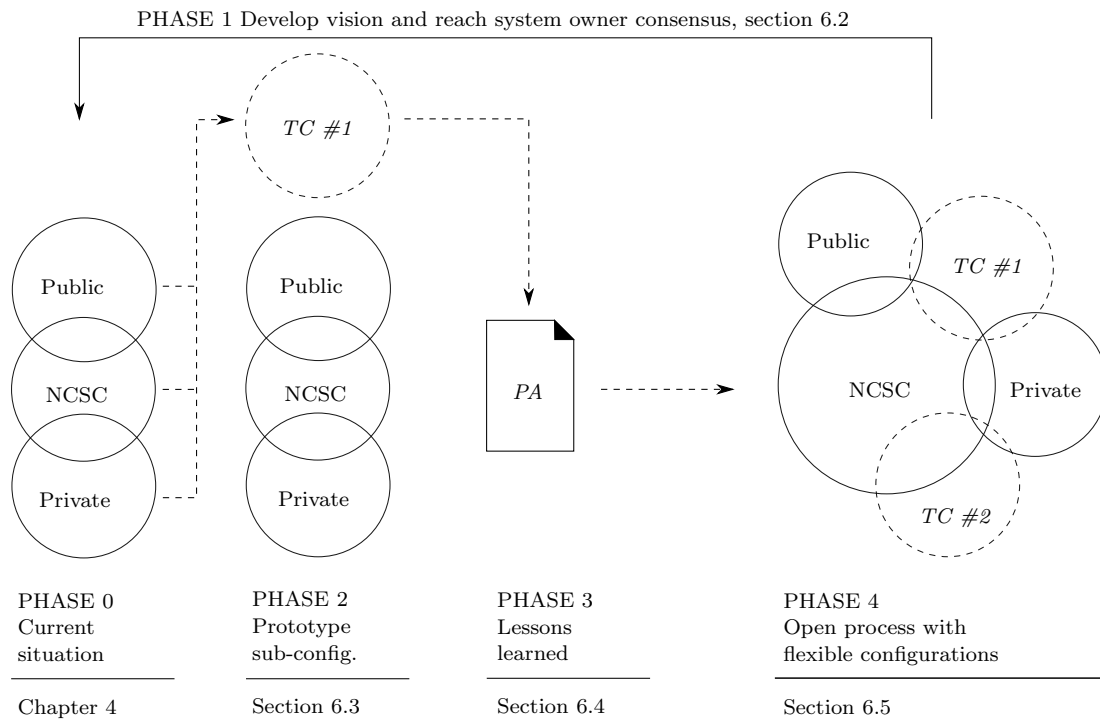 PHASE 1 Develop vision and reach system owner consensus, section 6.2
TC #1
Public
NCSC
Private
Public
NCSC
Private
PA
Public
TC #1
NCSC
Private
TC #2
PHASE 0
Current
situation
Chapter 4
PHASE 2
Prototype
sub-config.
Section 6.3
PHASE 3
Lessons
learned
Section 6.4
PHASE 4
Open process with
flexible configurations
Section 6.5